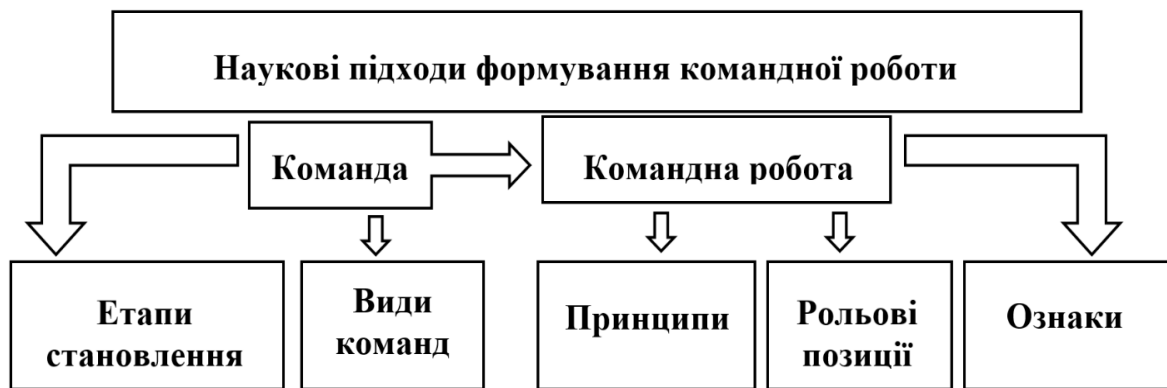 Наукові підходи формування командної роботи
Команда
Командна робота
Етапи
становлення
Види
команд
Принципи
Рольові
позиції
Ознаки